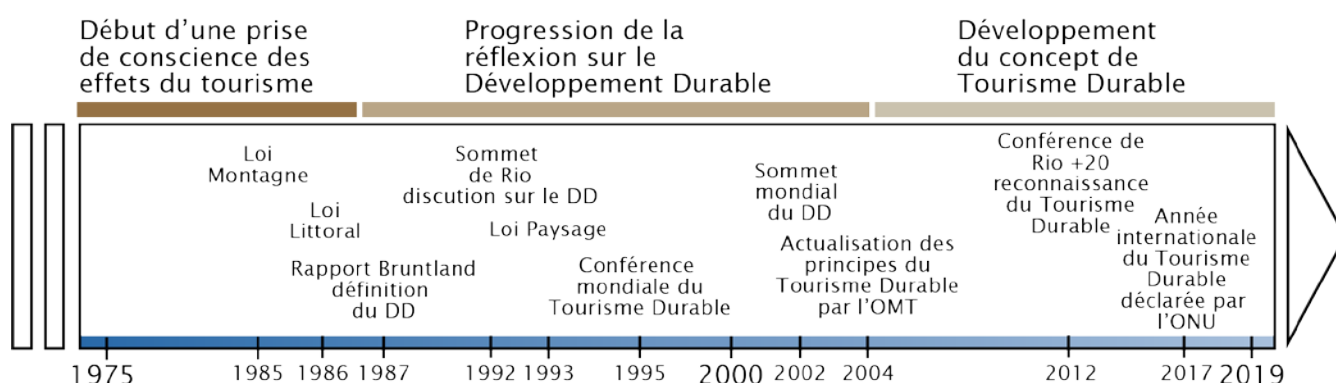 Début d'une prise
de conscience des
effets du tourisme
Progression de la
réflexion sur le
Développement Durable
Développement
du concept de
Tourisme Durable
Loi
Montagne
Loi
Littoral
Rapport Bruntland
définition
du DD
Sommet
de Rio
discution sur le DD
Loi Paysage
Conférence
mondiale du
Tourisme Durable
Sommet
mondial
du DD
Actualisation des
principes du
Tourisme Durable
par l'OMT
Conférence de
Rio +20
reconnaissance
du Tourisme
Durable
Année
internationale
du Tourisme
Durable
déclarée par
l'ONU
1975
1985
1986
1987
1992
1993
1995
2000
2002
2004
2012
2017
2019